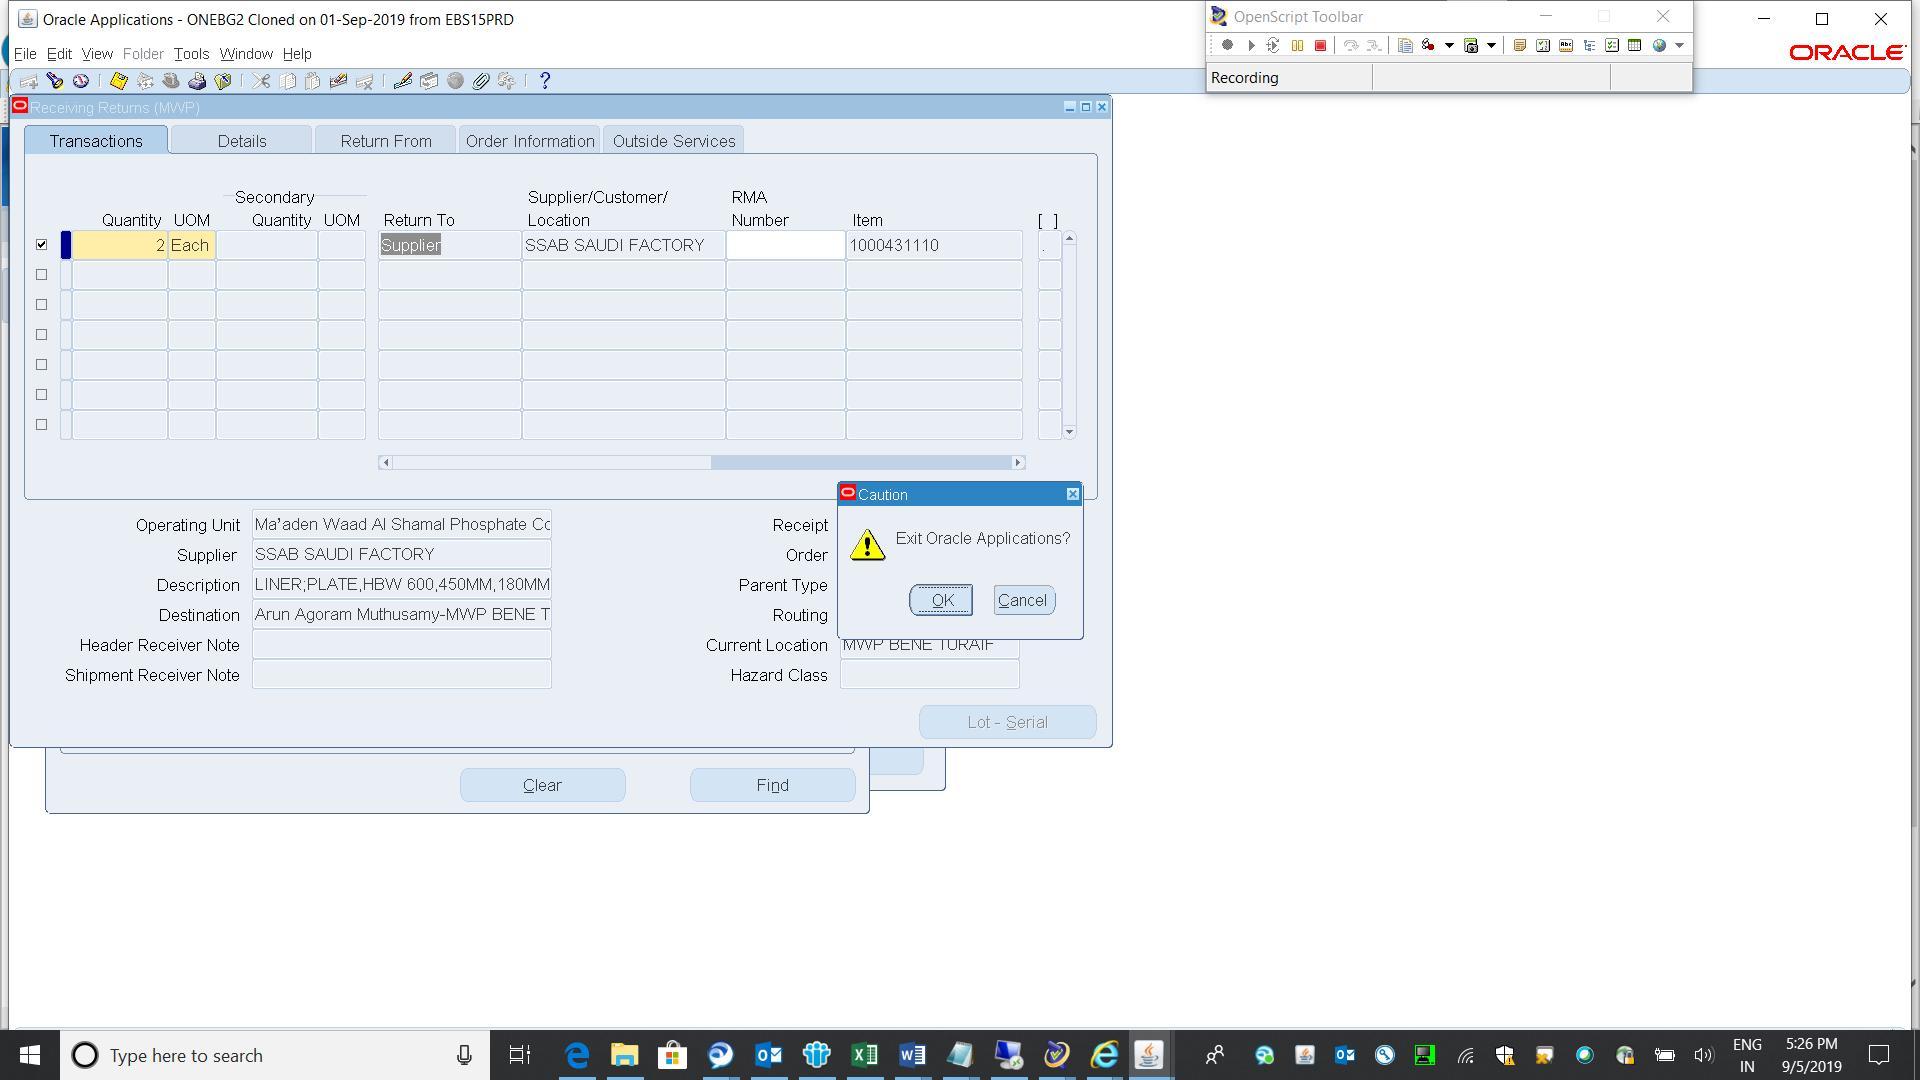 Oracle Applications - ONEBG2 Cloned on 01-Sep-2019 from EBS15PRD
OpenScript Toolbar
File Edit View Folder Tools Window Help
ORACLE
Recording
Receiving Returns (MWP)
Transactions Details Return From Order Information Outside Services
Secondary Supplier/Customer/ RMA
Quantity UOM Quantity UOM Return To Location Number Item [ ]
2 Each Supplier SSAB SAUDI FACTORY 1000431110 .
Caution
Exit Oracle Applications?
OK Cancel
Operating Unit Ma'aden Waad Al Shamal Phosphate Co Receipt
Supplier SSAB SAUDI FACTORY Order
Description LINER;PLATE,HBW 600,450MM,180MM Parent Type
Destination Arun Agoram Muthusamy-MWP BENE T Routing
Header Receiver Note Current Location MWP BENE TURAIF
Shipment Receiver Note Hazard Class
Lot - Serial
Clear Find
Type here to search
ENG
IN
5:26 PM
9/5/2019